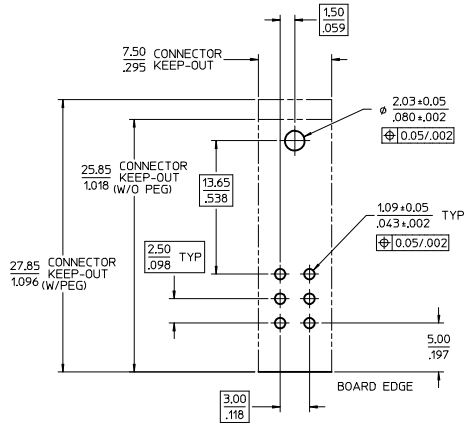 1.50
.059
7.50 CONNECTOR
.295 KEEP-OUT
⌀ 2.03±0.05
.080±.002
⌖ 0.05/.002
25.85 CONNECTOR
1.018 KEEP-OUT
(W/O PEG)
13.65
.538
1.09±0.05 TYP
.043±.002
⌖ 0.05/.002
2.50 TYP
.098
27.85 CONNECTOR
1.096 KEEP-OUT
(W/PEG)
5.00
.197
BOARD EDGE
3.00
.118